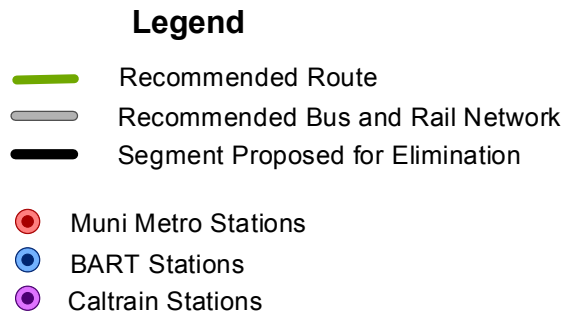 Legend
Recommended Route
Recommended Bus and Rail Network
Segment Proposed for Elimination
Muni Metro Stations
BART Stations
Caltrain Stations